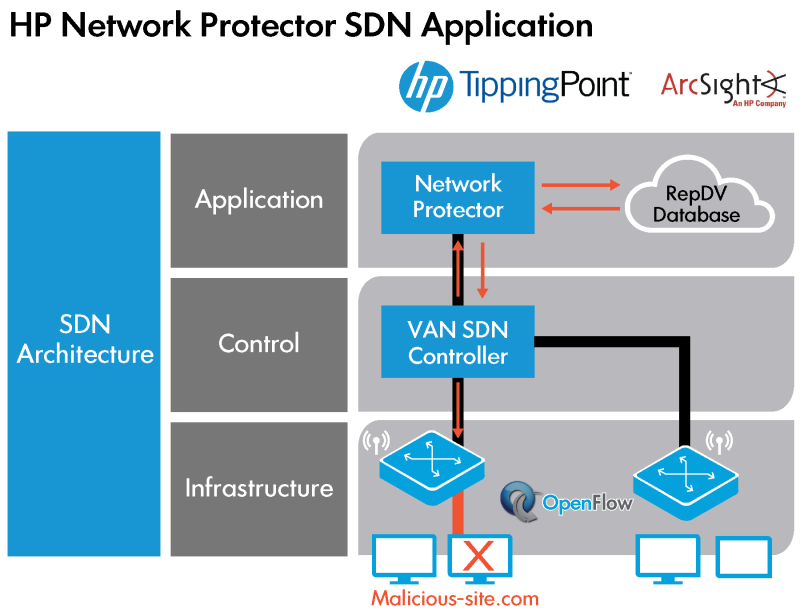 HP Network Protector SDN Application
hp TippingPoint
ArcSight
An HP Company
SDN
Architecture
Application
Network
Protector
RepDV
Database
Control
VAN SDN
Controller
Infrastructure
OpenFlow
X
Malicious-site.com